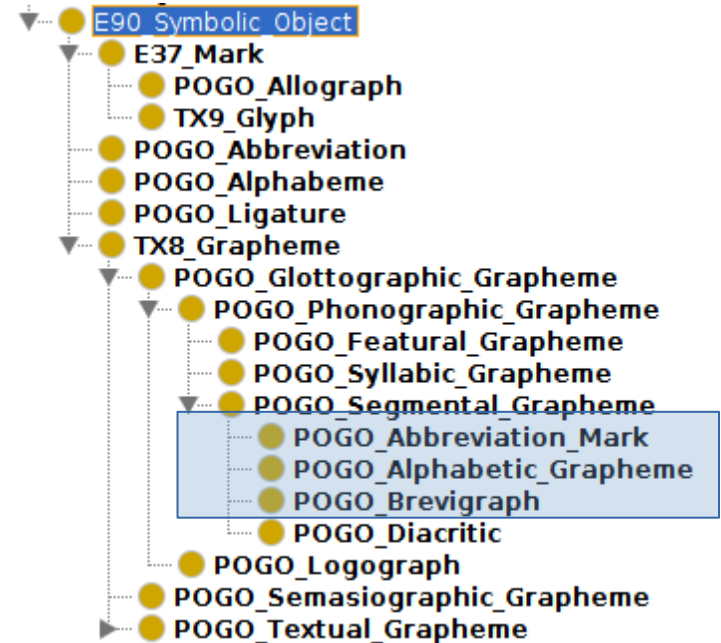 E90_Symbolic_Object
E37_Mark
POGO_Allograph
TX9_Glyph
POGO_Abbreviation
POGO_Alphabeme
POGO_Ligature
TX8_Grapheme
POGO_Glottographic_Grapheme
POGO_Phonographic_Grapheme
POGO_Featural_Grapheme
POGO_Syllabic_Grapheme
POGO_Segmental_Grapheme
POGO_Abbreviation_Mark
POGO_Alphabetic_Grapheme
POGO_Brevigraph
POGO_Diacritic
POGO_Logograph
POGO_Semasiographic_Grapheme
POGO_Textual_Grapheme